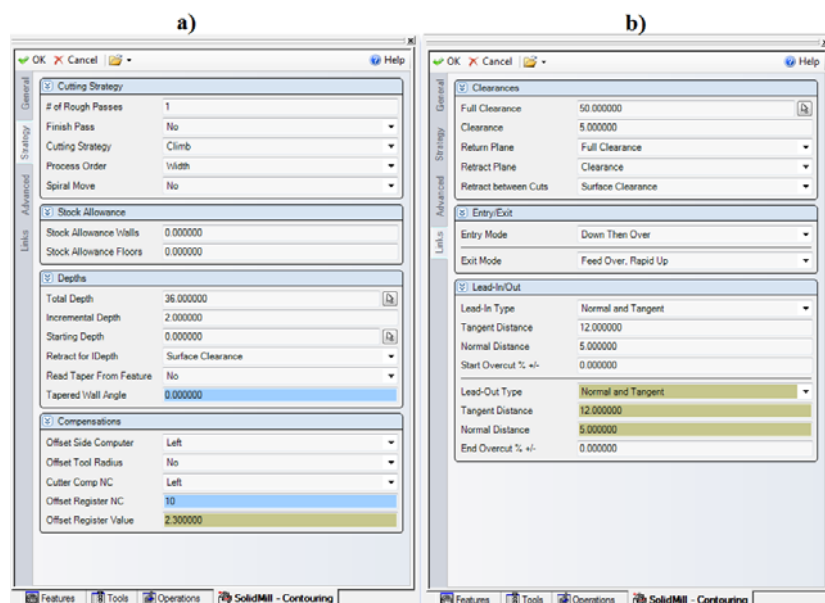 a)
OK Cancel Help
General
Strategy
Advanced
Links
Cutting Strategy
# of Rough Passes 1
Finish Pass No
Cutting Strategy Climb
Process Order Width
Spiral Move No
Stock Allowance
Stock Allowance Walls 0.000000
Stock Allowance Floors 0.000000
Depths
Total Depth 36.000000
Incremental Depth 2.000000
Starting Depth 0.000000
Retract for IDepth Surface Clearance
Read Taper From Feature No
Tapered Wall Angle 0.000000
Compensations
Offset Side Computer Left
Offset Tool Radius No
Cutter Comp NC Left
Offset Register NC 10
Offset Register Value 2.300000
Features Tools Operations SolidMill - Contouring
b)
OK Cancel Help
General
Strategy
Advanced
Links
Clearances
Full Clearance 50.000000
Clearance 5.000000
Return Plane Full Clearance
Retract Plane Clearance
Retract between Cuts Surface Clearance
Entry/Exit
Entry Mode Down Then Over
Exit Mode Feed Over, Rapid Up
Lead-In/Out
Lead-In Type Normal and Tangent
Tangent Distance 12.000000
Normal Distance 5.000000
Start Overcut % +/- 0.000000
Lead-Out Type Normal and Tangent
Tangent Distance 12.000000
Normal Distance 5.000000
End Overcut % +/- 0.000000
Features Tools Operations SolidMill - Contouring